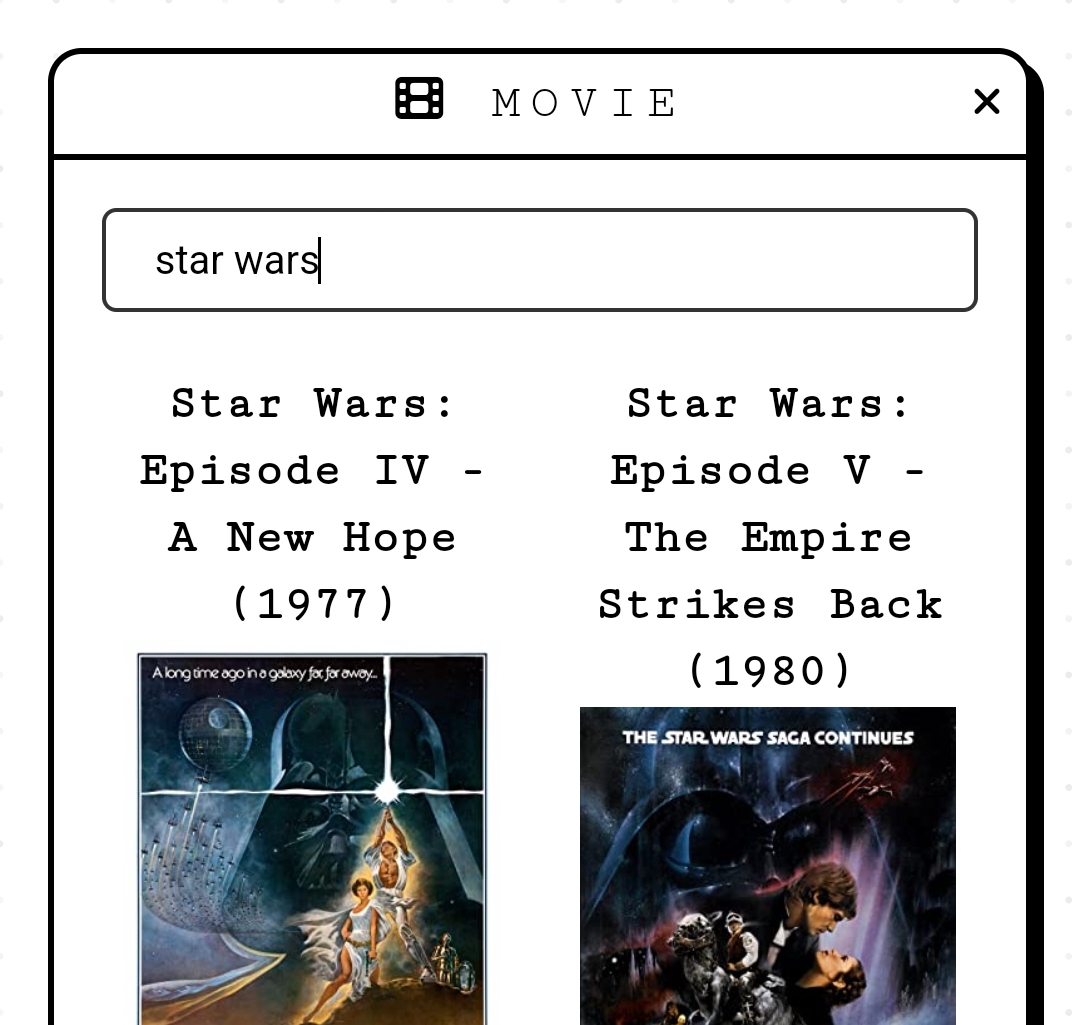 MOVIE
star wars
Star Wars:
Episode IV -
A New Hope
(1977)
A long time ago in a galaxy far, far away...
Star Wars:
Episode V -
The Empire
Strikes Back
(1980)
THE STAR WARS SAGA CONTINUES